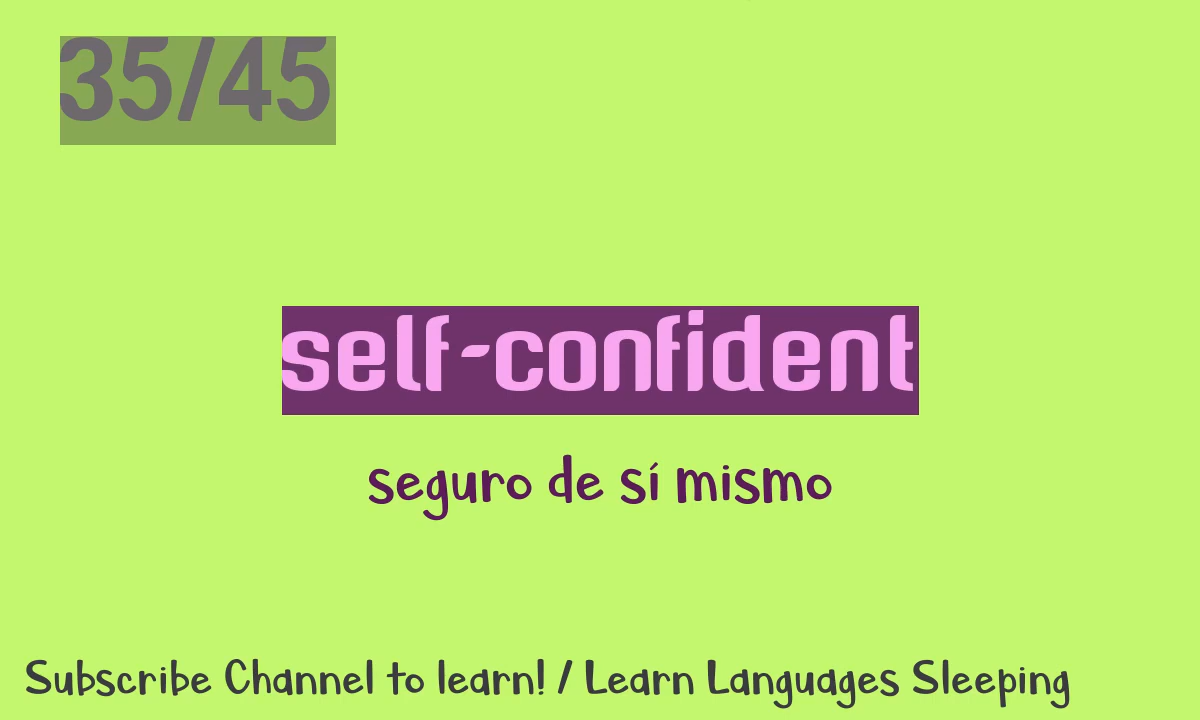 35/45
self-confident
seguro de sí mismo
Subscribe Channel to learn! / Learn Languages Sleeping